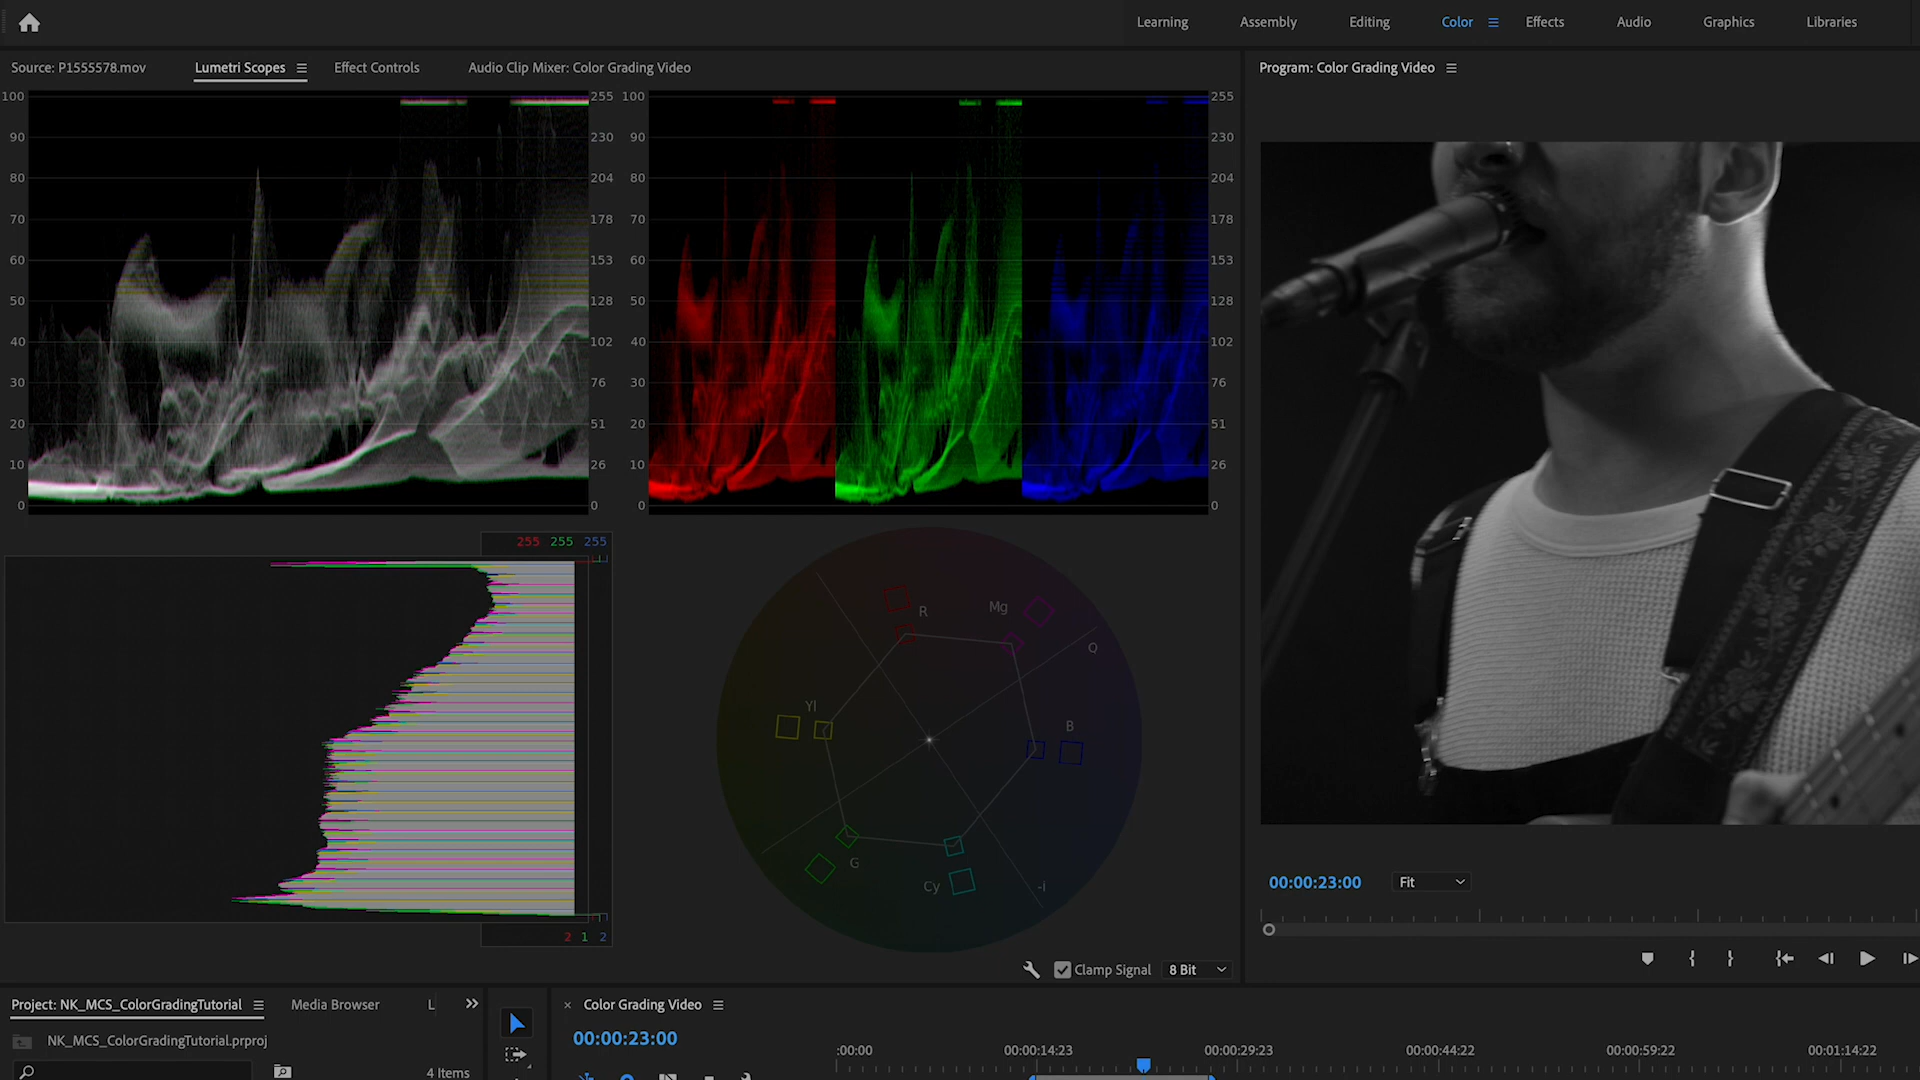 Learning Assembly Editing Color Effects Audio Graphics Libraries
Source: P1555578.mov Lumetri Scopes Effect Controls Audio Clip Mixer: Color Grading Video
Program: Color Grading Video
100 255 100 255
90 230 90 230
80 204 80 204
70 178 70 178
60 153 60 153
50 128 50 128
40 102 40 102
30 76 30 76
20 51 20 51
10 26 10 26
0 0 0 0
255 255 255
R Mg
Q
Yl
B
G
Cy -i
2 1 2
Clamp Signal 8 Bit
00:00:23:00 Fit
Project: NK_MCS_ColorGradingTutorial Media Browser L
NK_MCS_ColorGradingTutorial.prproj
4 Items
× Color Grading Video
00:00:23:00
:00:00 00:00:14:23 00:00:29:23 00:00:44:22 00:00:59:22 00:01:14:22